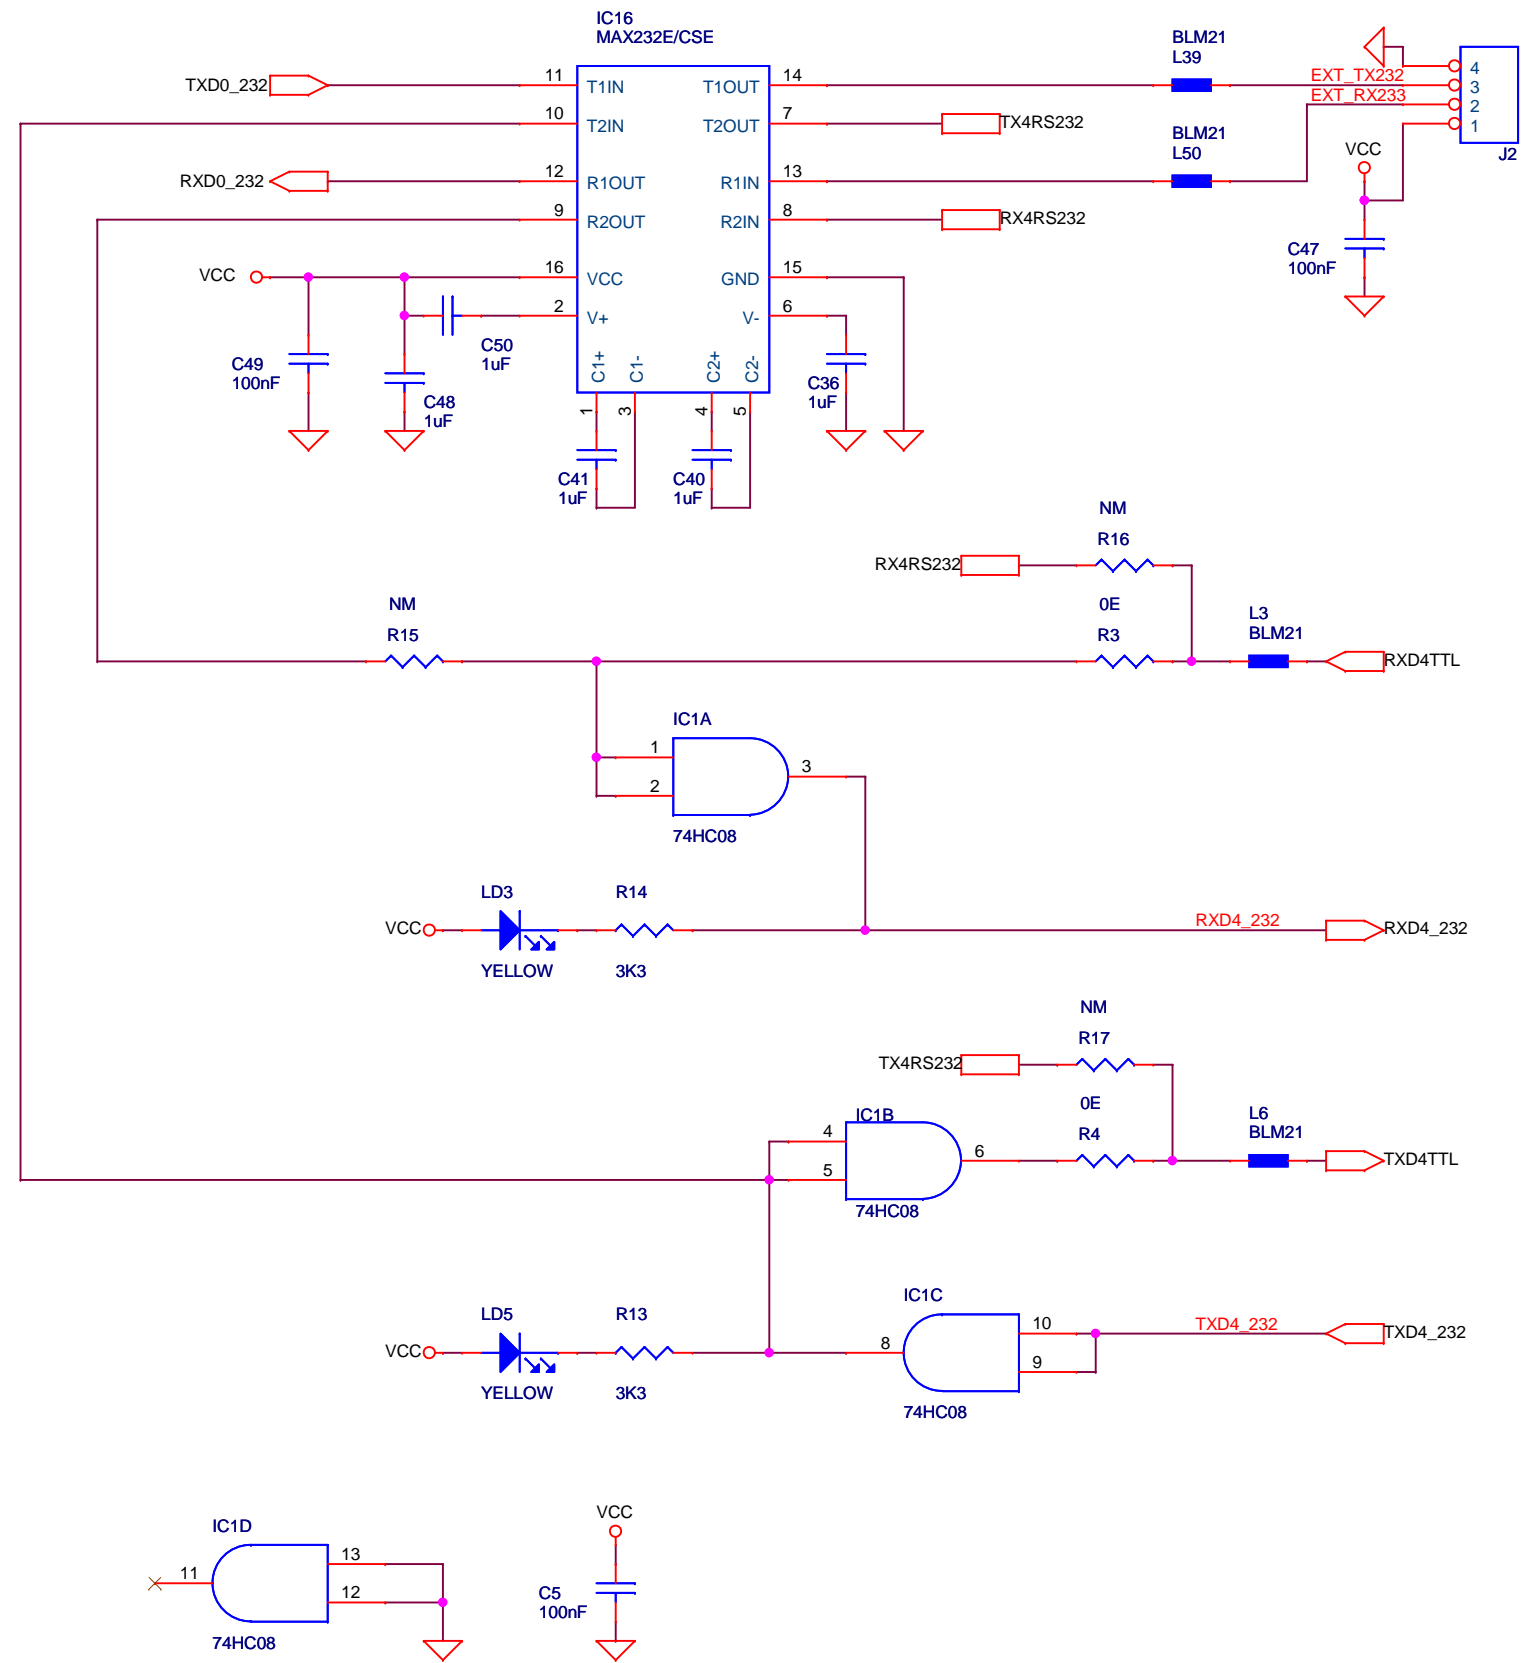 IC16
MAX232E/CSE
BLM21
L39
TXD0_232
11
T1IN
T1OUT
14
EXT_TX232
4
3
EXT_RX233
2
1
J2
10
T2IN
T2OUT
7
TX4RS232
BLM21
L50
VCC
RXD0_232
12
R1OUT
R1IN
13
9
R2OUT
R2IN
8
RX4RS232
C47
100nF
VCC
16
VCC
GND
15
2
V+
V-
6
C49
100nF
C50
1uF
C48
1uF
C1+
C1-
C2+
C2-
C36
1uF
1
3
4
5
C41
1uF
C40
1uF
NM
R16
RX4RS232
NM
R15
0E
R3
L3
BLM21
RXD4TTL
IC1A
1
2
3
74HC08
LD3
R14
VCC
YELLOW
3K3
RXD4_232
RXD4_232
NM
R17
TX4RS232
0E
R4
L6
BLM21
TXD4TTL
IC1B
4
5
6
74HC08
IC1C
LD5
R13
VCC
YELLOW
3K3
8
10
9
74HC08
TXD4_232
TXD4_232
IC1D
11
13
12
74HC08
VCC
C5
100nF